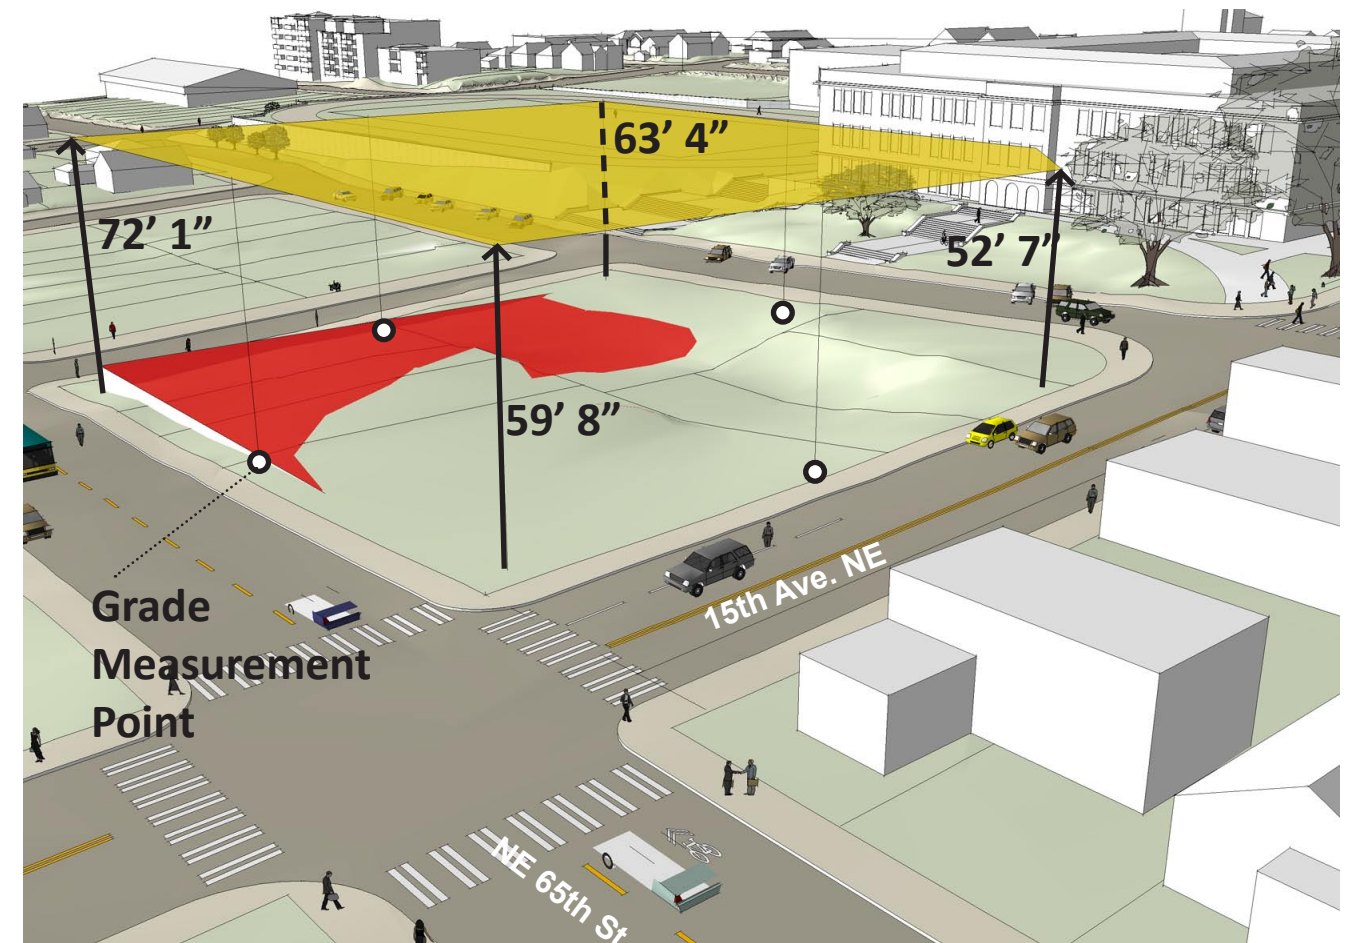 63’ 4”
72’ 1”
52’ 7”
59’ 8”
15th Ave. NE
Grade
Measurement
Point
NE 65th St